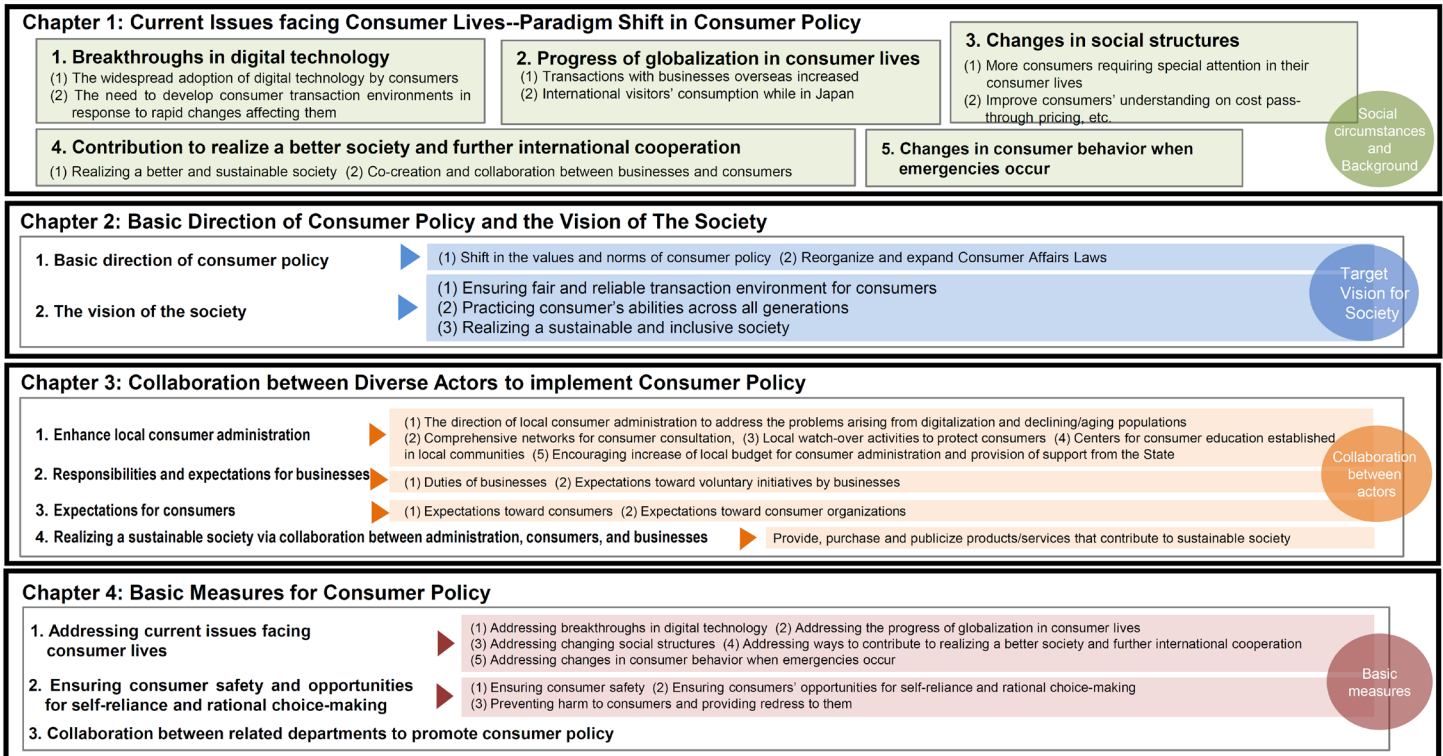 Chapter 1: Current Issues facing Consumer Lives--Paradigm Shift in Consumer Policy
1. Breakthroughs in digital technology
(1) The widespread adoption of digital technology by consumers
(2) The need to develop consumer transaction environments in
response to rapid changes affecting them
2. Progress of globalization in consumer lives
(1) Transactions with businesses overseas increased
(2) International visitors' consumption while in Japan
3. Changes in social structures
(1) More consumers requiring special attention in their
consumer lives
(2) Improve consumers' understanding on cost pass-
through pricing, etc.
4. Contribution to realize a better society and further international cooperation
(1) Realizing a better and sustainable society (2) Co-creation and collaboration between businesses and consumers
5. Changes in consumer behavior when
emergencies occur
Social
circumstances
and
Background
Chapter 2: Basic Direction of Consumer Policy and the Vision of The Society
1. Basic direction of consumer policy
(1) Shift in the values and norms of consumer policy (2) Reorganize and expand Consumer Affairs Laws
2. The vision of the society
(1) Ensuring fair and reliable transaction environment for consumers
(2) Practicing consumer's abilities across all generations
(3) Realizing a sustainable and inclusive society
Target
Vision for
Society
Chapter 3: Collaboration between Diverse Actors to implement Consumer Policy
1. Enhance local consumer administration
(1) The direction of local consumer administration to address the problems arising from digitalization and declining/aging populations
(2) Comprehensive networks for consumer consultation, (3) Local watch-over activities to protect consumers (4) Centers for consumer education established
in local communities (5) Encouraging increase of local budget for consumer administration and provision of support from the State
2. Responsibilities and expectations for businesses
(1) Duties of businesses (2) Expectations toward voluntary initiatives by businesses
3. Expectations for consumers
(1) Expectations toward consumers (2) Expectations toward consumer organizations
4. Realizing a sustainable society via collaboration between administration, consumers, and businesses
Provide, purchase and publicize products/services that contribute to sustainable society
Collaboration
between
actors
Chapter 4: Basic Measures for Consumer Policy
1. Addressing current issues facing
consumer lives
(1) Addressing breakthroughs in digital technology (2) Addressing the progress of globalization in consumer lives
(3) Addressing changing social structures (4) Addressing ways to contribute to realizing a better society and further international cooperation
(5) Addressing changes in consumer behavior when emergencies occur
2. Ensuring consumer safety and opportunities
for self-reliance and rational choice-making
(1) Ensuring consumer safety (2) Ensuring consumers' opportunities for self-reliance and rational choice-making
(3) Preventing harm to consumers and providing redress to them
3. Collaboration between related departments to promote consumer policy
Basic
measures